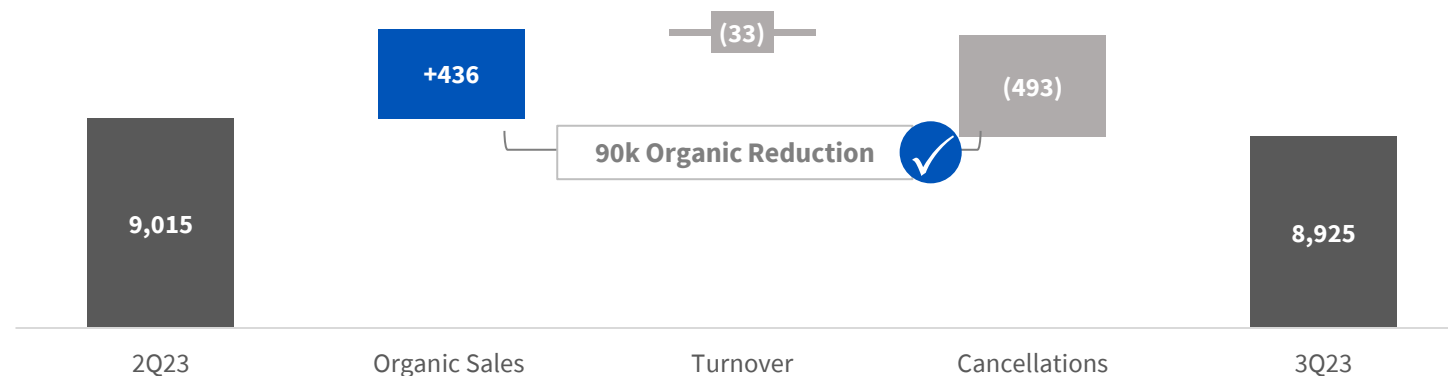 (33)
+436
(493)
90k Organic Reduction
9,015
8,925
2Q23
Organic Sales
Turnover
Cancellations
3Q23